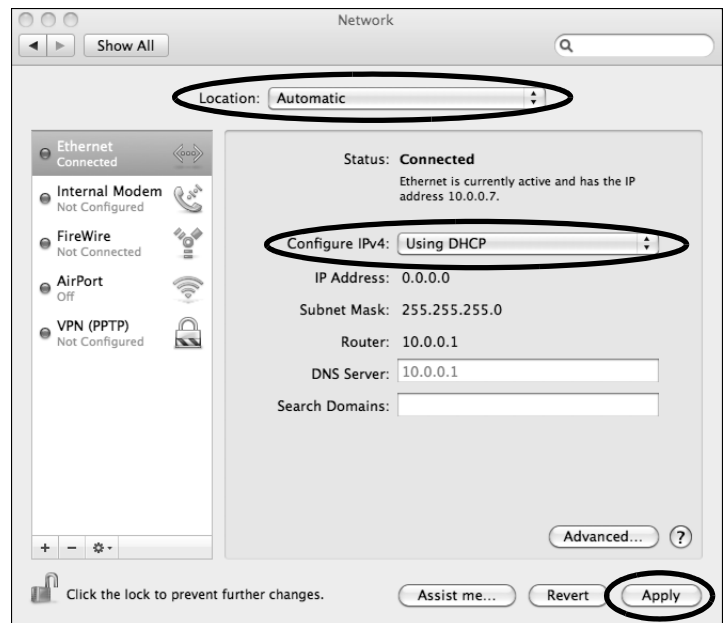 Network
Show All
Location: Automatic
Ethernet
Connected
Internal Modem
Not Configured
FireWire
Not Connected
AirPort
Off
VPN (PPTP)
Not Configured
Status: Connected
Ethernet is currently active and has the IP
address 10.0.0.7.
Configure IPv4: Using DHCP
IP Address: 0.0.0.0
Subnet Mask: 255.255.255.0
Router: 10.0.0.1
DNS Server: 10.0.0.1
Search Domains:
Advanced... ?
+ −
Click the lock to prevent further changes.
Assist me... Revert Apply